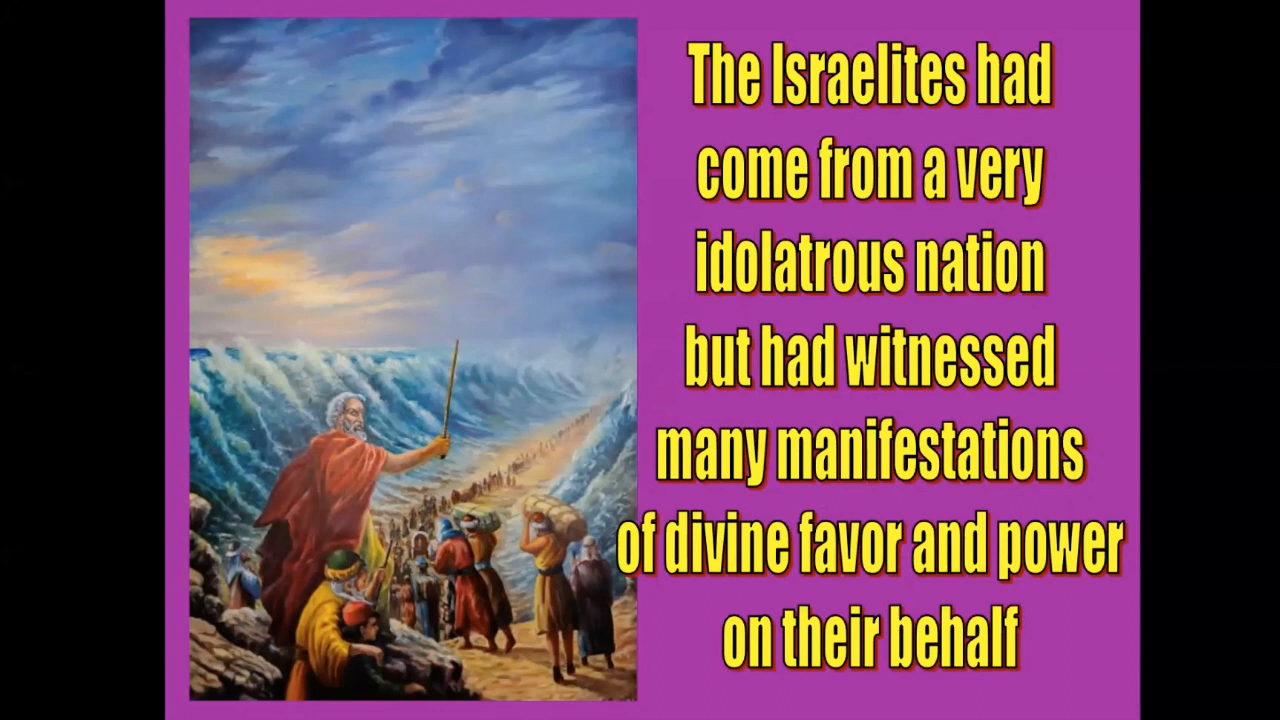 The Israelites had
come from a very
idolatrous nation
but had witnessed
many manifestations
of divine favor and power
on their behalf